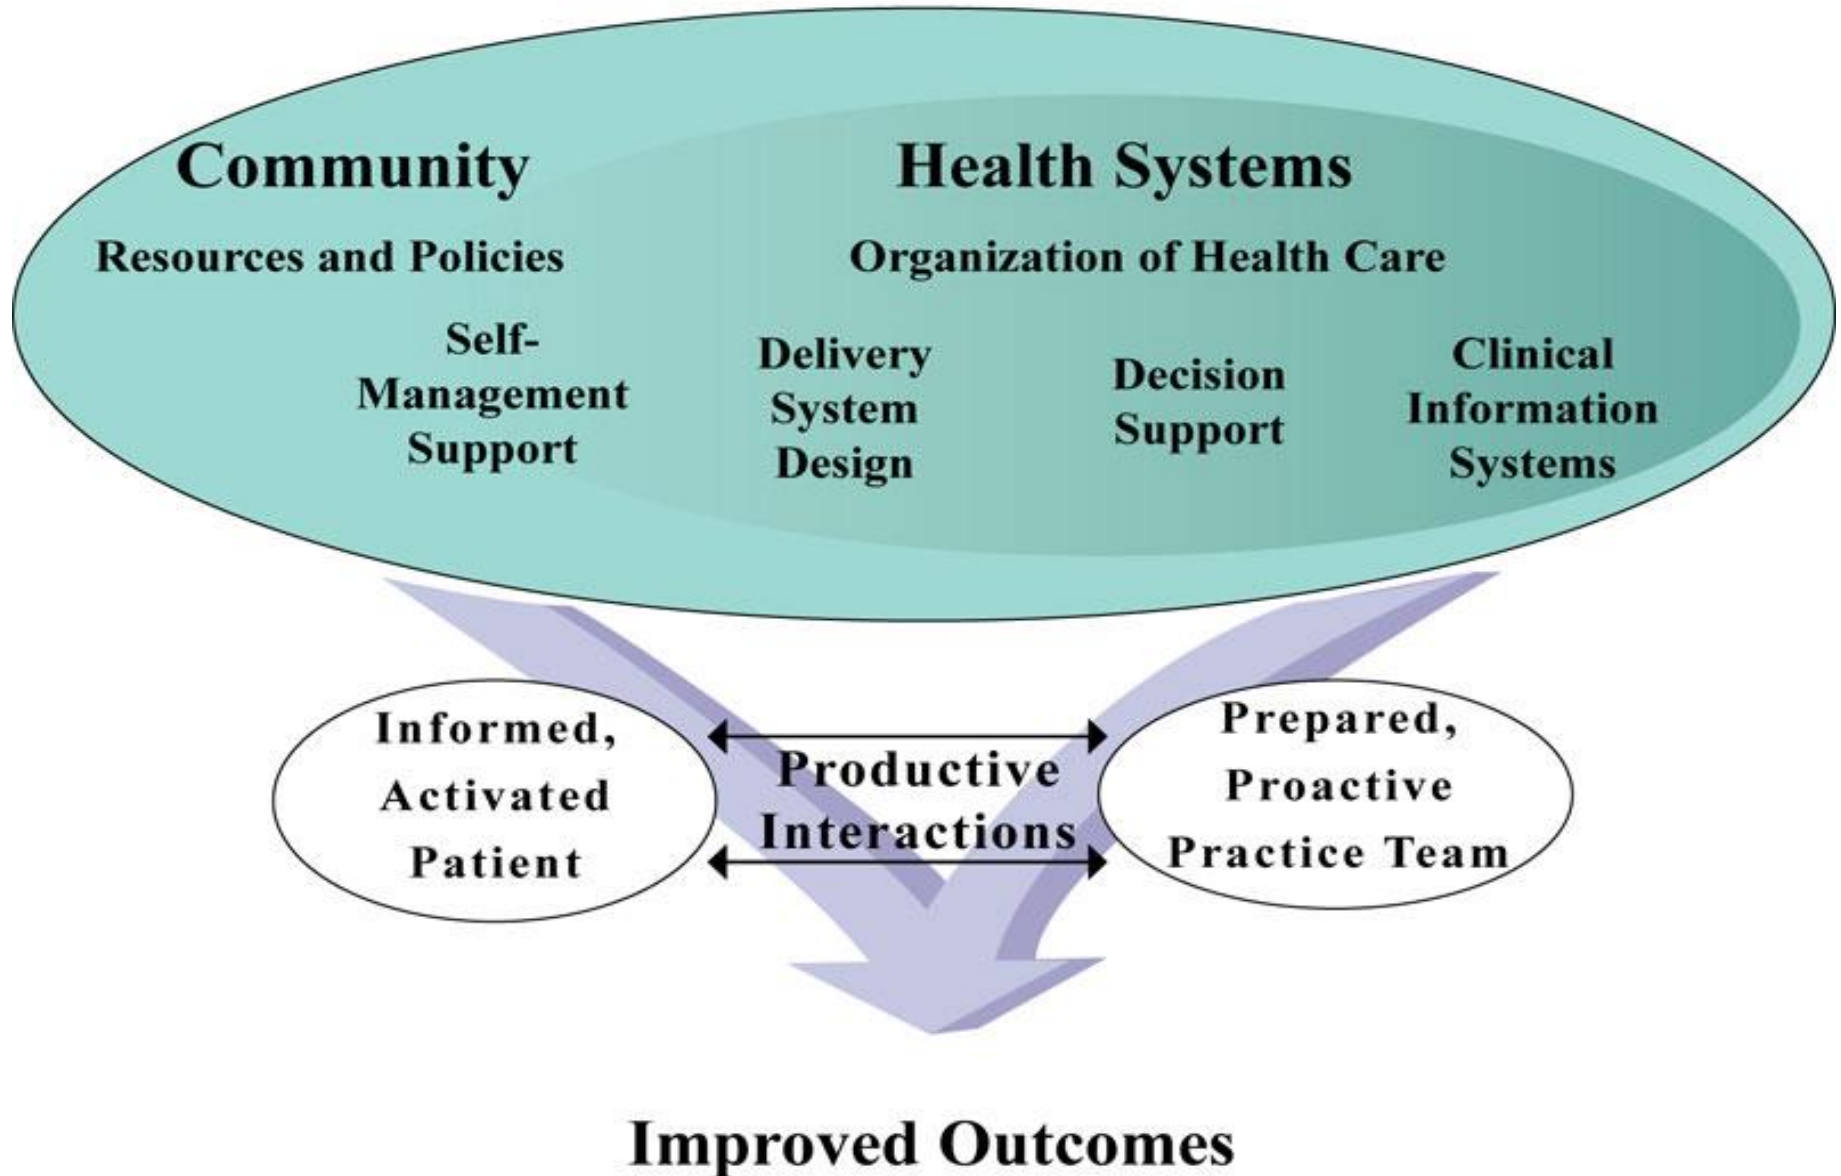 Community
Health Systems
Resources and Policies
Organization of Health Care
Self-
Management
Support
Delivery
System
Design
Decision
Support
Clinical
Information
Systems
Informed,
Activated
Patient
Productive
Interactions
Prepared,
Proactive
Practice Team
Improved Outcomes